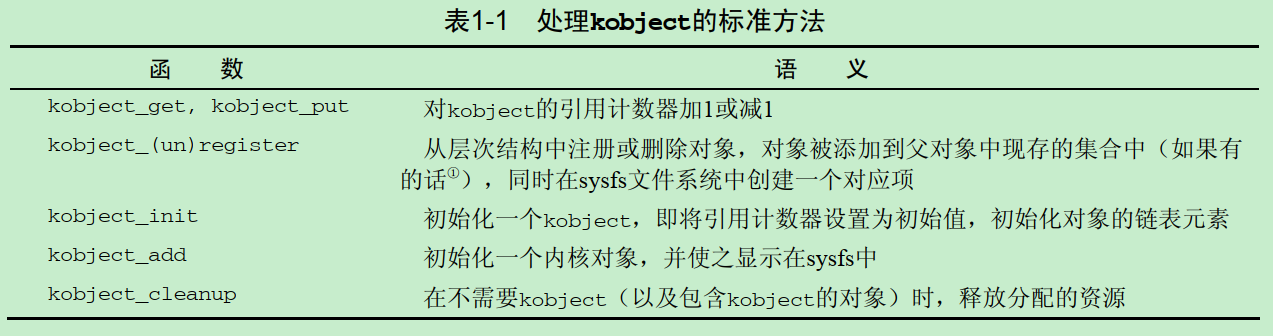 表1-1 处理kobject的标准方法
函 数 语 义
kobject_get, kobject_put 对kobject的引用计数器加1或减1
kobject_(un)register 从层次结构中注册或删除对象，对象被添加到父对象中现存的集合中（如果有
的话①），同时在sysfs文件系统中创建一个对应项
kobject_init 初始化一个kobject，即将引用计数器设置为初始值，初始化对象的链表元素
kobject_add 初始化一个内核对象，并使之显示在sysfs中
kobject_cleanup 在不需要kobject（以及包含kobject的对象）时，释放分配的资源